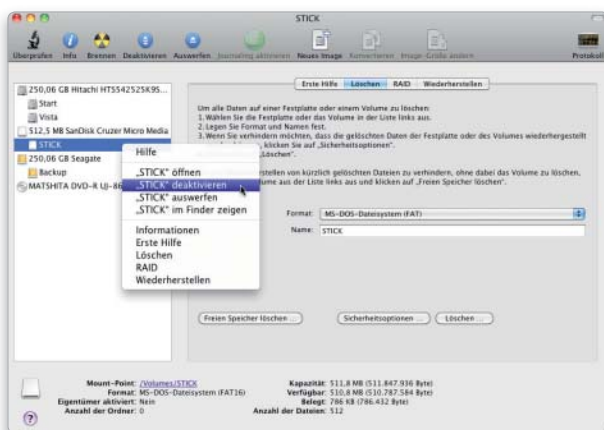 STICK
Überprüfen Info Brennen Deaktivieren Auswerfen Journaling aktivieren Neues Image Konvertieren Image-Größe ändern Protokoll
Erste Hilfe Löschen RAID Wiederherstellen
250,06 GB Hitachi HTS542525K9S...
Start
Vista
512,5 MB SanDisk Cruzer Micro Media
STICK
250,06 GB Seagate
Backup
MATSHITA DVD-R UJ-86
Hilfe
„STICK“ öffnen
„STICK“ deaktivieren
„STICK“ auswerfen
„STICK“ im Finder zeigen
Informationen
Erste Hilfe
Löschen
RAID
Wiederherstellen
Um alle Daten auf einer Festplatte oder einem Volume zu löschen:
1. Wählen Sie die Festplatte oder das Volume in der Liste links aus.
2. Legen Sie Format und Namen fest.
3. Wenn Sie verhindern möchten, dass die gelöschten Daten der Festplatte oder des Volumes wiederhergestellt
klicken Sie auf „Sicherheitsoptionen“.
„Löschen“.
erstellen von kürzlich gelöschten Dateien zu verhindern, ohne dabei das Volume zu löschen,
ume aus der Liste links aus und klicken Sie auf „Freien Speicher löschen“.
Format: MS-DOS-Dateisystem (FAT)
Name: STICK
Freien Speicher löschen ... Sicherheitsoptionen ... Löschen ...
Mount-Point: /Volumes/STICK
Format: MS-DOS-Dateisystem (FAT16)
Eigentümer aktiviert: Nein
Anzahl der Ordner: 0
Kapazität: 511,8 MB (511.847.936 Byte)
Verfügbar: 510,8 MB (510.787.584 Byte)
Belegt: 786 KB (786.432 Byte)
Anzahl der Dateien: 512